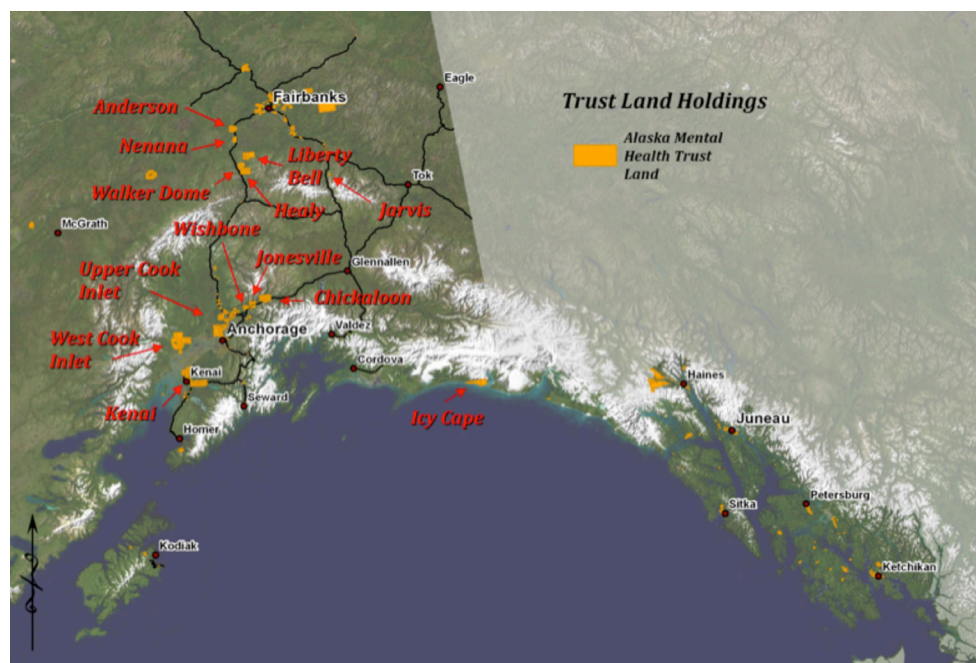 Eagle
Trust Land Holdings
Fairbanks
Anderson
Alaska Mental
Health Trust
Land
Nenana
Liberty
Bell
Tok
Walker Dome
Healy
Jarvis
McGrath
Wishbone
Jonesville
Glennallen
Upper Cook
Inlet
Chickaloon
Anchorage
Valdez
West Cook
Inlet
Cordova
Kenai
Haines
Seward
Kenai
Icy Cape
Juneau
Homer
Petersburg
Sitka
Kodiak
Ketchikan